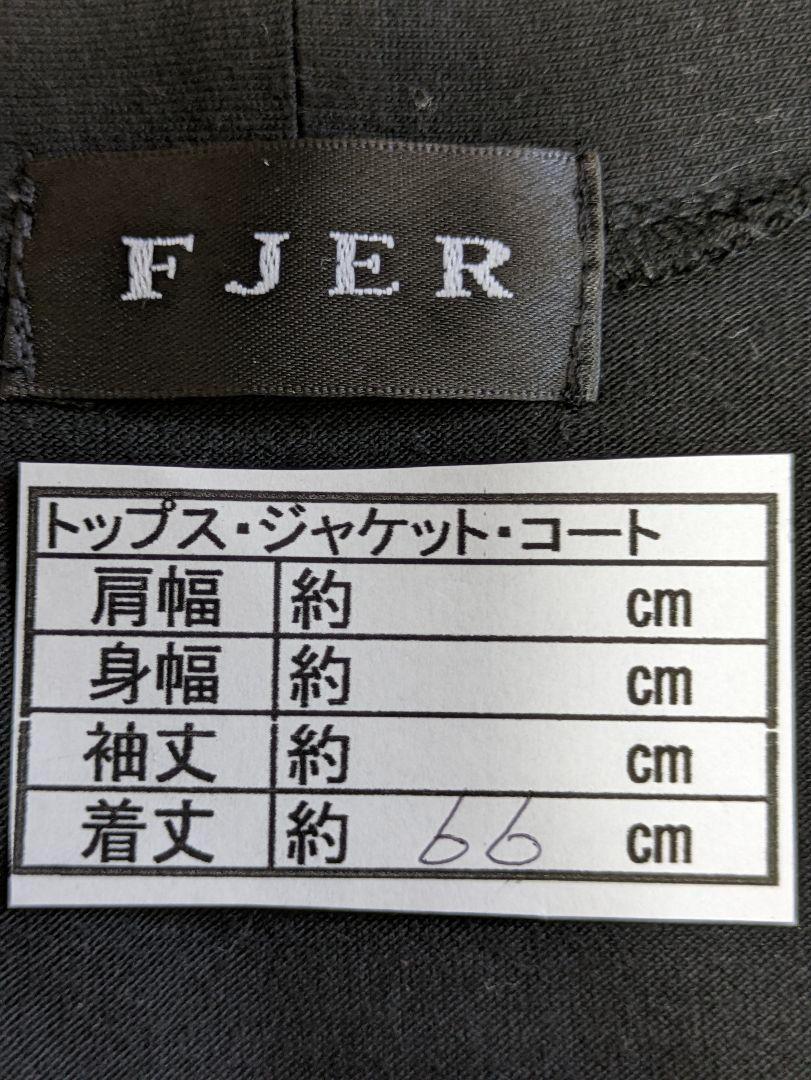 FJER
トップス・ジャケット・コート
肩幅 約 cm
身幅 約 cm
袖丈 約 cm
着丈 約 66 cm